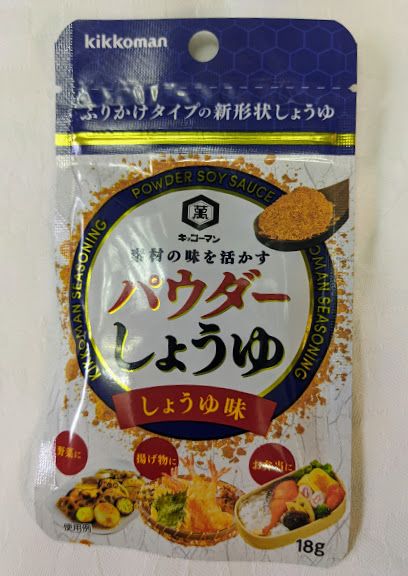 kikkoman
ふりかけタイプの新形状しょうゆ
POWDER SOY SAUCE
KIKKOMAN SEASONING
KIKKOMAN SEASONING
萬
キッコーマン
素材の味を活かす
パウダー
しょうゆ
しょうゆ味
野菜に
揚げ物に
お弁当に
使用例
18g